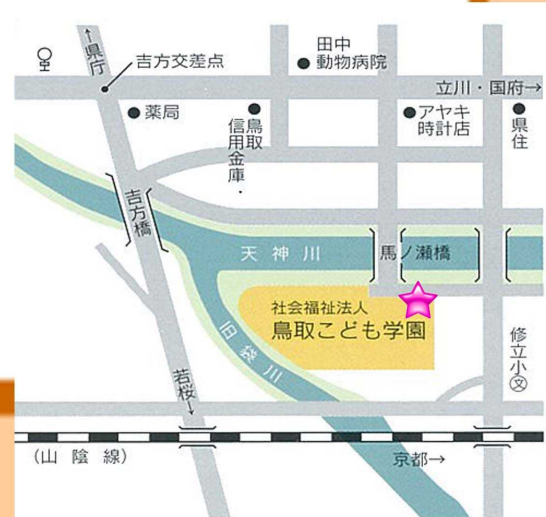 ←県庁
吉方交差点
田中
動物病院
立川・国府→
薬局
鳥取
信用金庫・
アヤキ
時計店
県住
吉方橋
天神川
馬ノ瀬橋
社会福祉法人
鳥取こども学園
旧袋川
修立小文
若桜→
(山陰線)
京都→